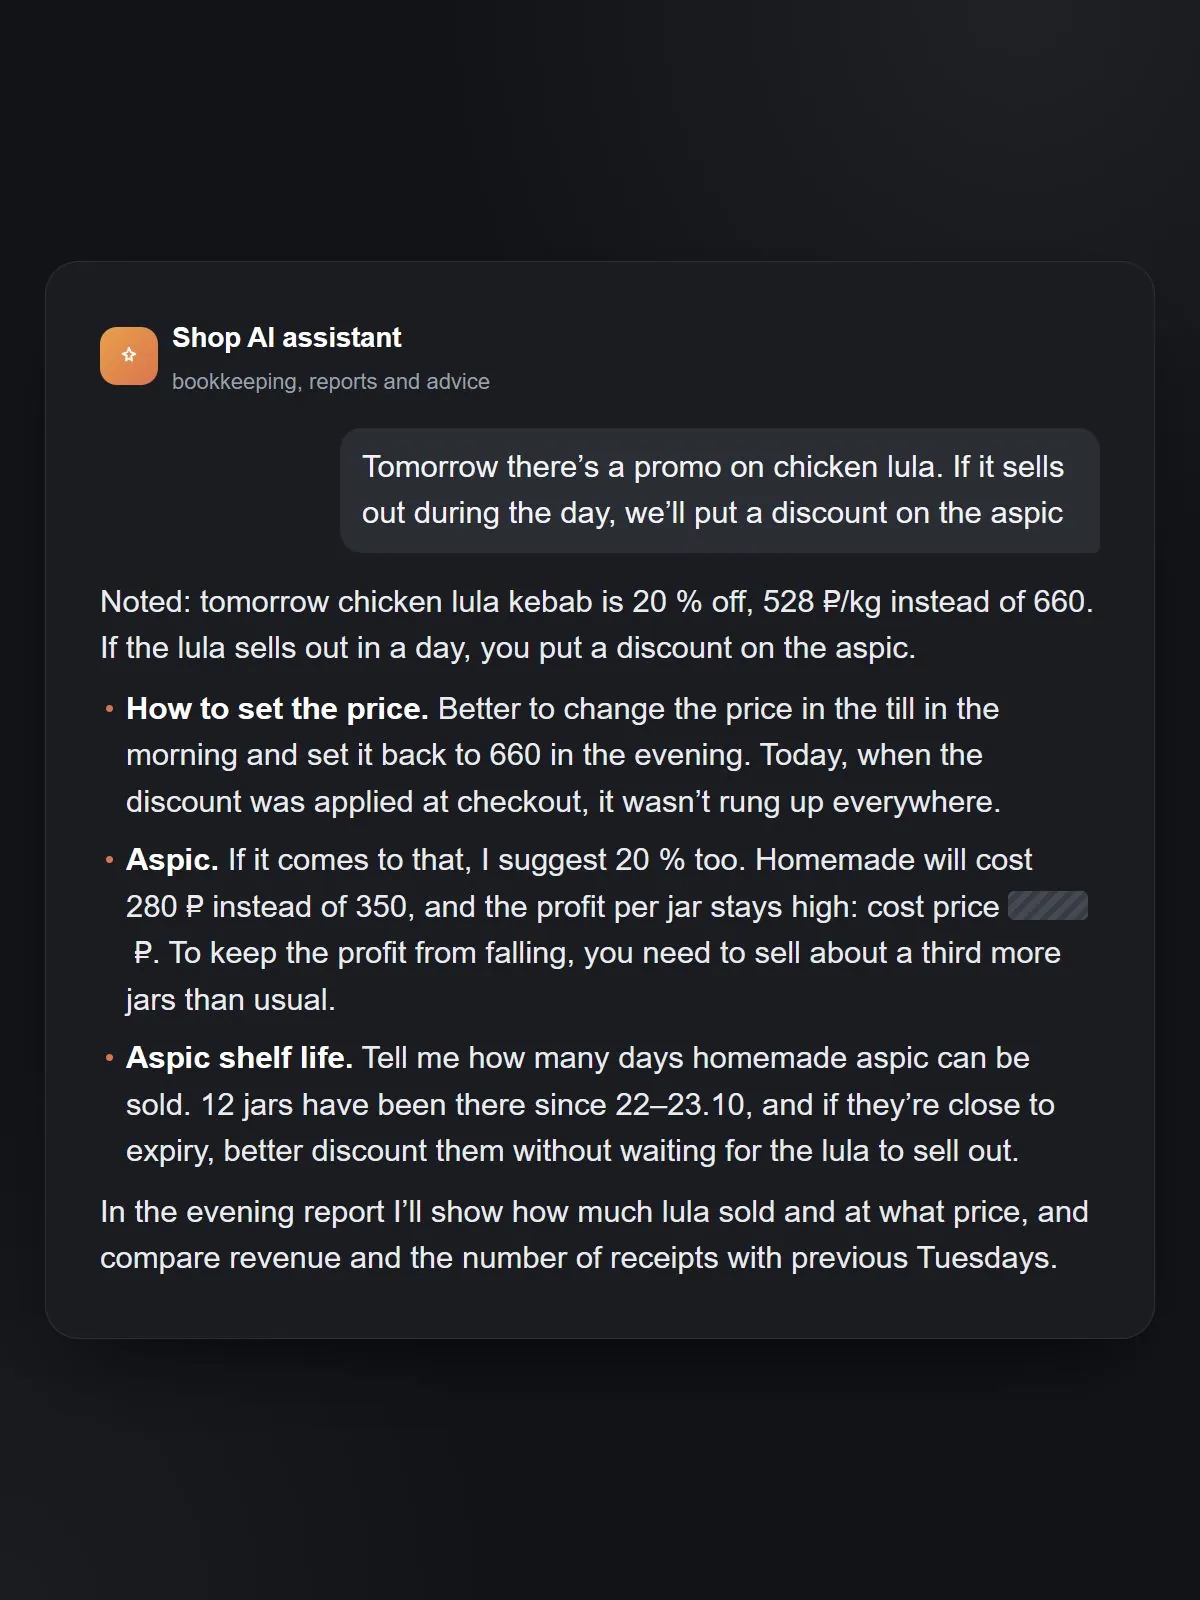 Shop AI assistant
bookkeeping, reports and advice
Tomorrow there’s a promo on chicken lula. If it sells
out during the day, we’ll put a discount on the aspic
Noted: tomorrow chicken lula kebab is 20 % off, 528 ₽/kg instead of 660.
If the lula sells out in a day, you put a discount on the aspic.
• How to set the price. Better to change the price in the till in the
morning and set it back to 660 in the evening. Today, when the
discount was applied at checkout, it wasn’t rung up everywhere.
• Aspic. If it comes to that, I suggest 20 % too. Homemade will cost
280 ₽ instead of 350, and the profit per jar stays high: cost price
₽. To keep the profit from falling, you need to sell about a third more
jars than usual.
• Aspic shelf life. Tell me how many days homemade aspic can be
sold. 12 jars have been there since 22–23.10, and if they’re close to
expiry, better discount them without waiting for the lula to sell out.
In the evening report I’ll show how much lula sold and at what price, and
compare revenue and the number of receipts with previous Tuesdays.